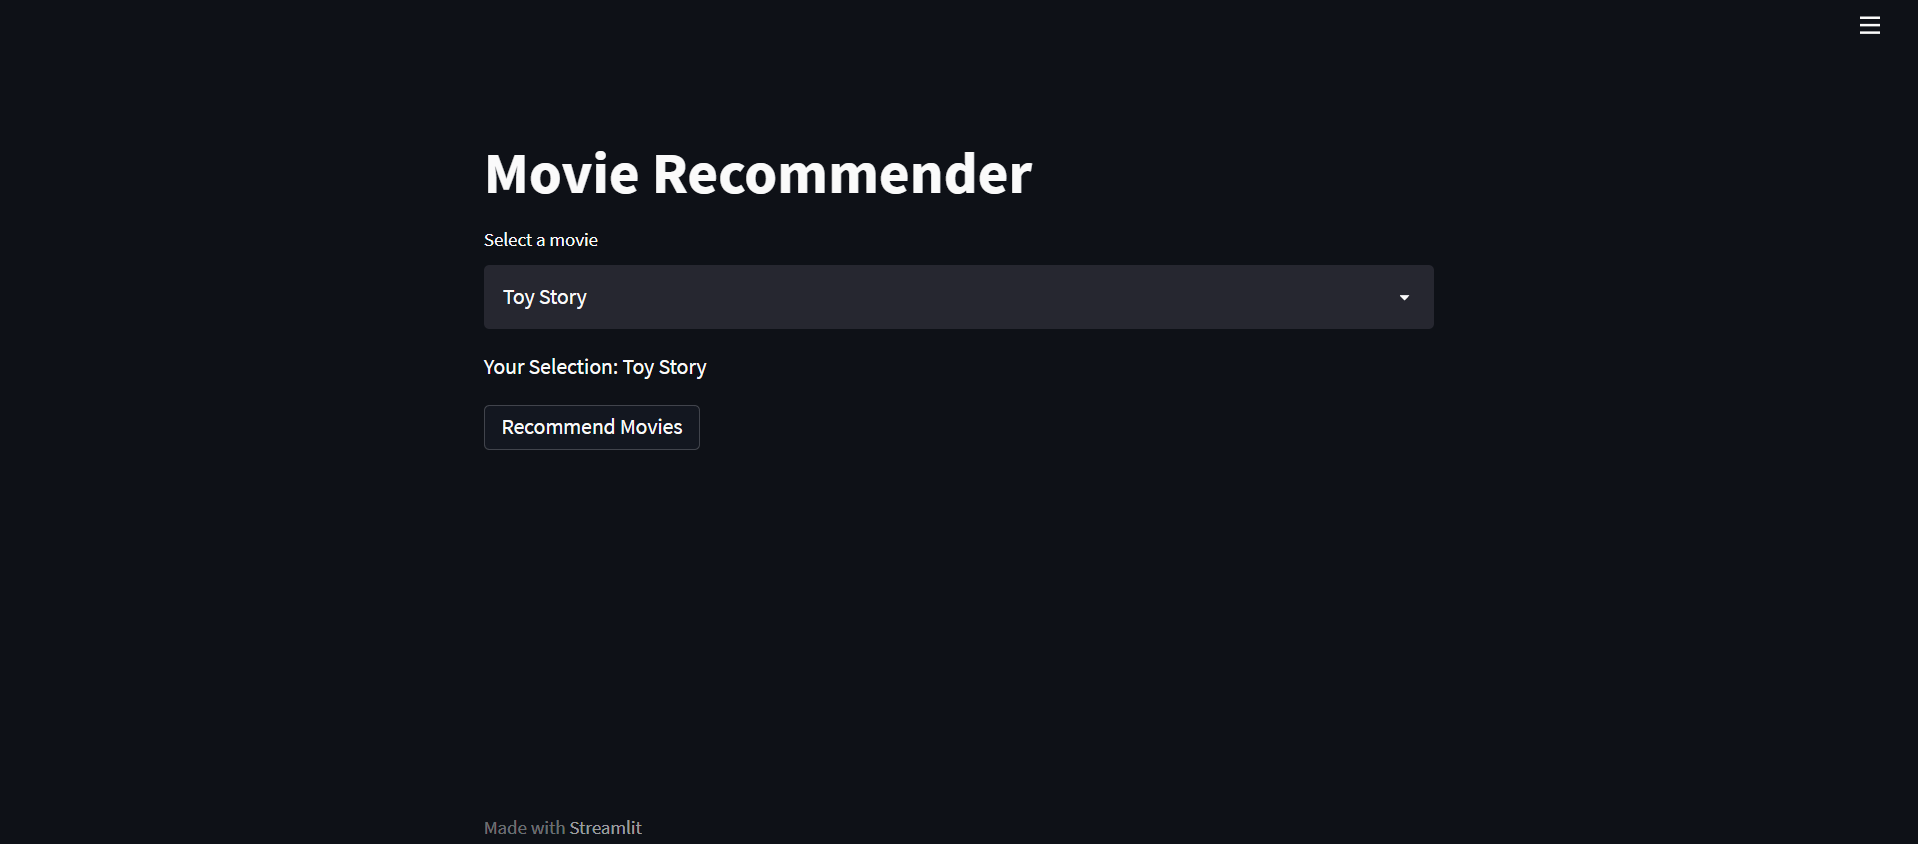 Movie Recommender
Select a movie
Toy Story
Your Selection: Toy Story
Recommend Movies
Made with Streamlit